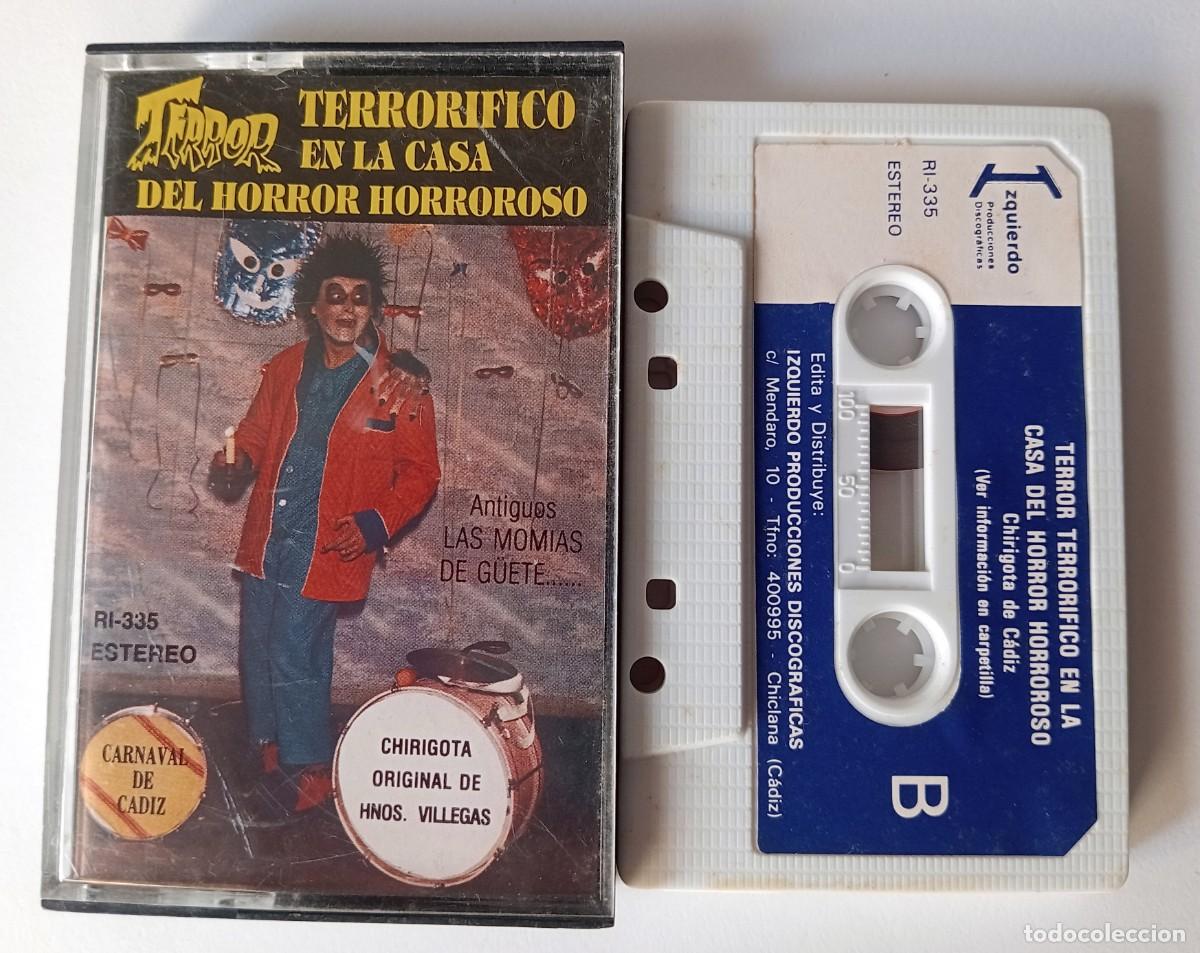 TERROR TERRORIFICO
EN LA CASA
DEL HORROR HORROROSO
Antiguos
LAS MOMIAS
DE GÜETE......
RI-335
ESTEREO
CARNAVAL
DE
CADIZ
CHIRIGOTA
ORIGINAL DE
HNOS. VILLEGAS
Izquierdo
Producciones
Discográficas
RI-335
ESTEREO
TERROR TERRORIFICO EN LA
CASA DEL HORROR HORROROSO
Chirigota de Cádiz
(Ver información en carpetilla)
100 50 0
Edita y Distribuye:
IZQUIERDO PRODUCCIONES DISCOGRAFICAS
c/ Mendaro, 10 - Tfno: 400995 - Chiclana (Cádiz)
B
todocoleccion